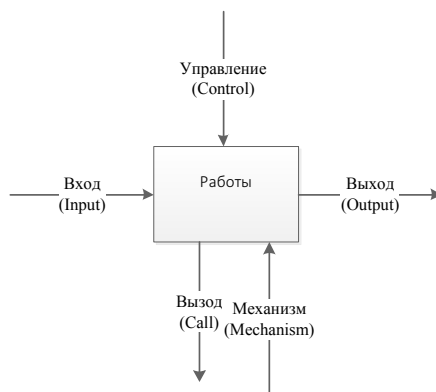 Управление
(Control)
Работы
Вход
(Input)
Выход
(Output)
Вызод
(Call)
Механизм
(Mechanism)